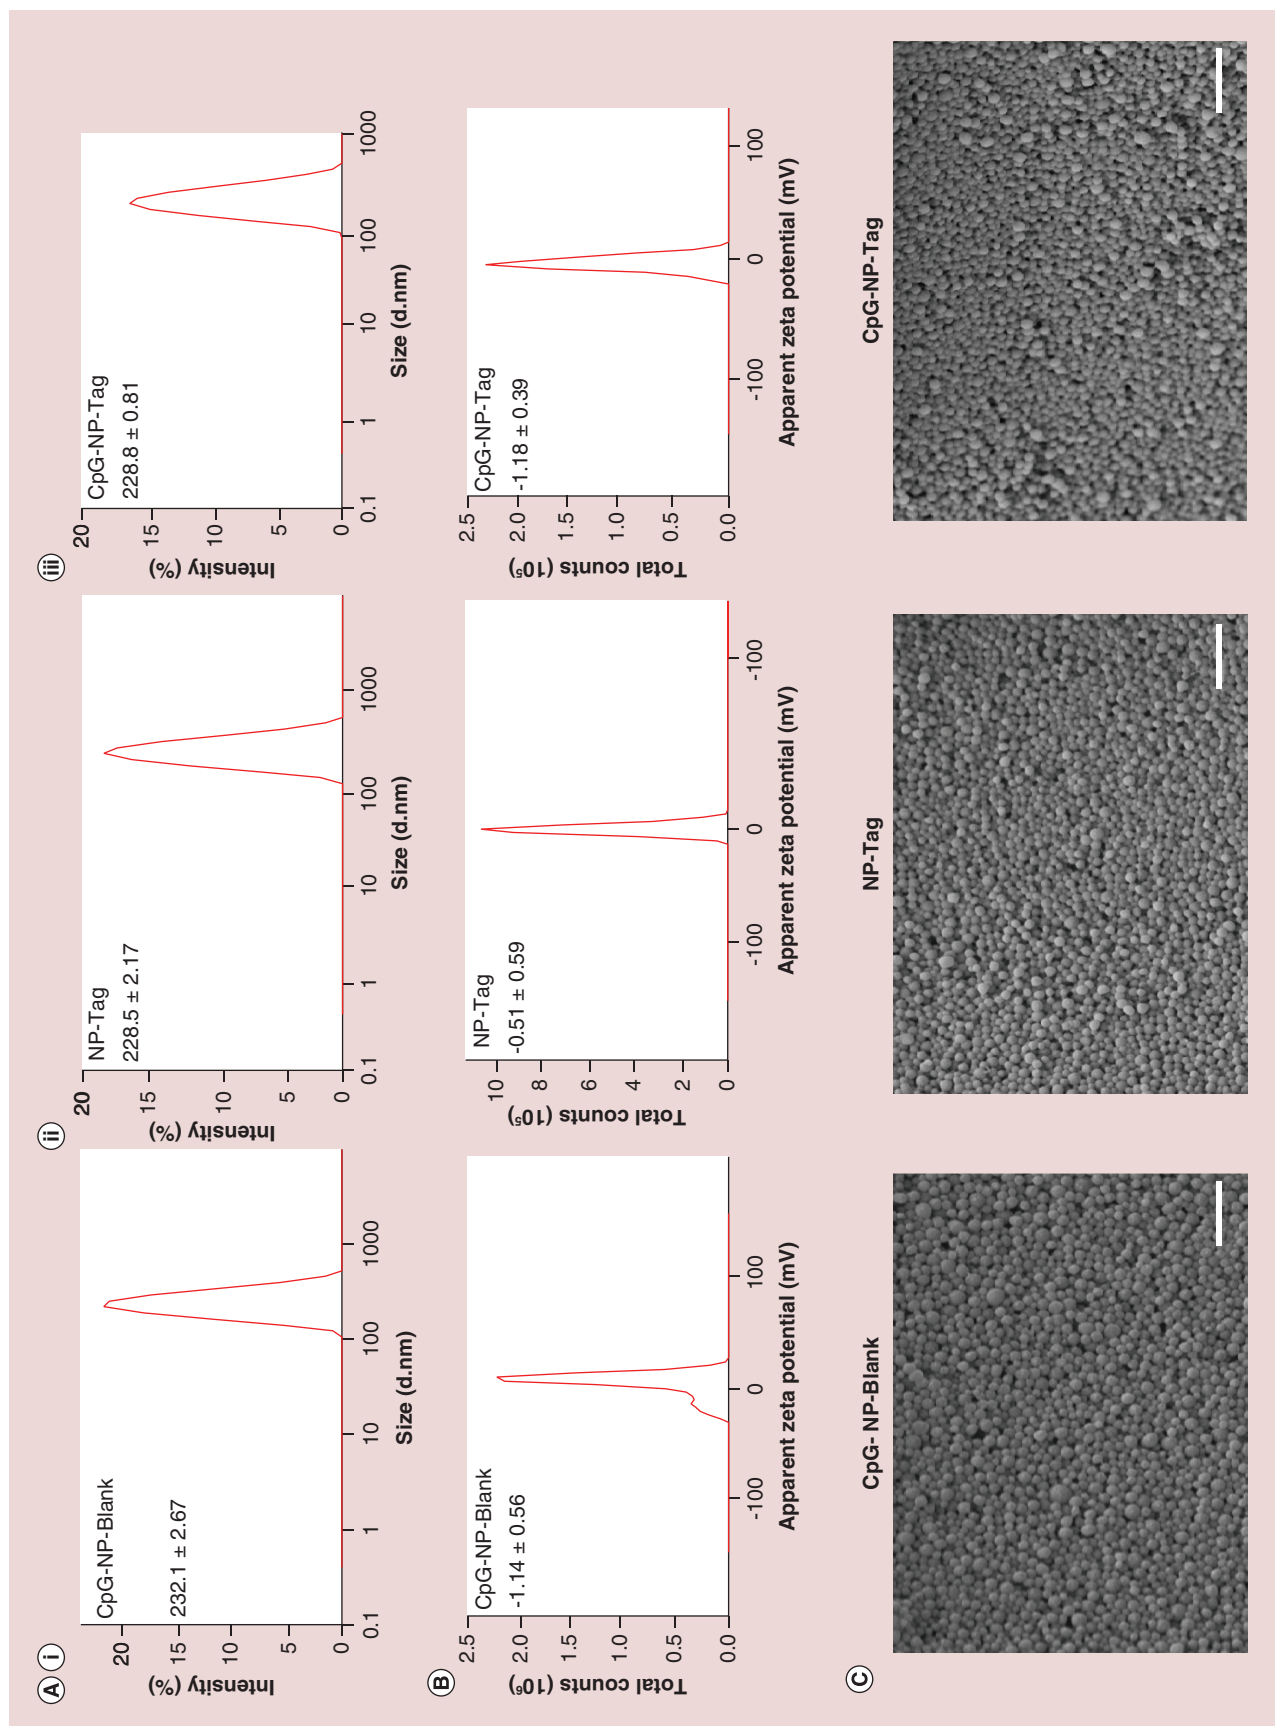 A i
Intensity (%)
20
15
10
5
0
CpG-NP-Blank
232.1 ± 2.67
0.1 1 10 100 1000
Size (d.nm)
ii
Intensity (%)
20
15
10
5
0
NP-Tag
228.5 ± 2.17
0.1 1 10 100 1000
Size (d.nm)
iii
Intensity (%)
20
15
10
5
0
CpG-NP-Tag
228.8 ± 0.81
0.1 1 10 100 1000
Size (d.nm)
B
Total counts (10⁶)
2.5
2.0
1.5
1.0
0.5
0.0
CpG-NP-Blank
-1.14 ± 0.56
-100 0 100
Apparent zeta potential (mV)
Total counts (10⁵)
10
8
6
4
2
0
NP-Tag
-0.51 ± 0.59
-100 0 -100
Apparent zeta potential (mV)
Total counts (10⁵)
2.5
2.0
1.5
1.0
0.5
0.0
CpG-NP-Tag
-1.18 ± 0.39
-100 0 100
Apparent zeta potential (mV)
C
CpG- NP-Blank
NP-Tag
CpG-NP-Tag